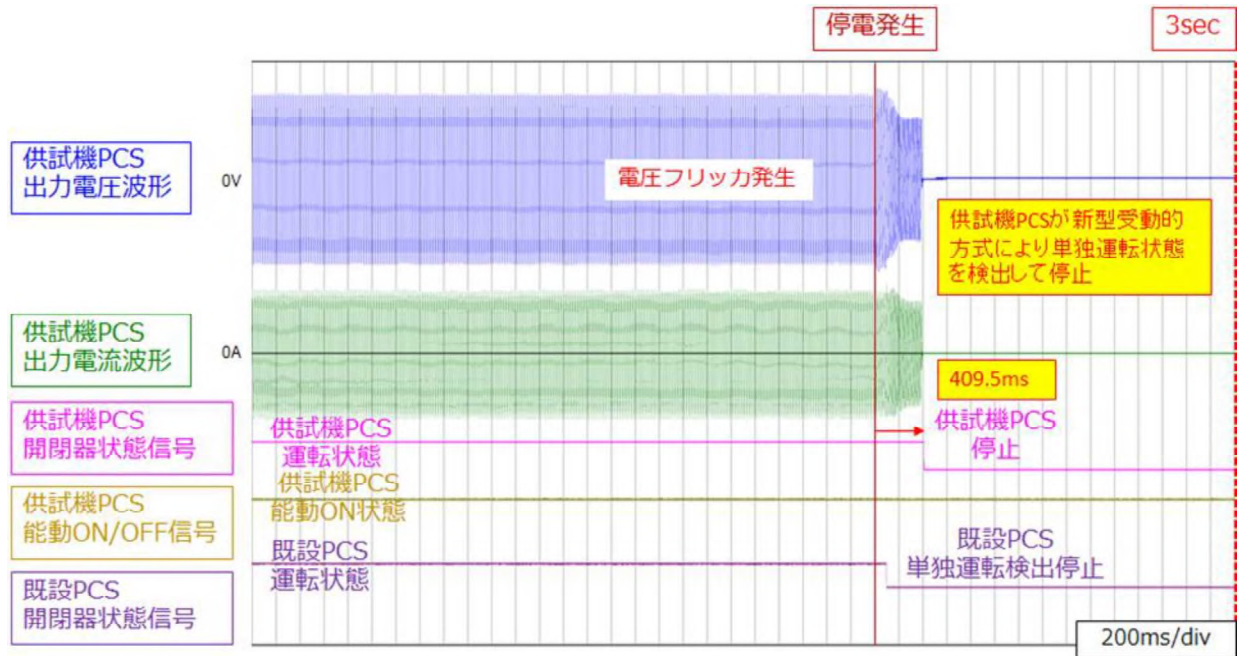 停電発生
3sec
供試機PCS
出力電圧波形
0V
電圧フリッカ発生
供試機PCSが新型受動的
方式により単独運転状態
を検出して停止
供試機PCS
出力電流波形
0A
409.5ms
供試機PCS
開閉器状態信号
供試機PCS
運転状態
供試機PCS
停止
供試機PCS
能動ON/OFF信号
供試機PCS
能動ON状態
既設PCS
開閉器状態信号
既設PCS
運転状態
既設PCS
単独運転検出停止
200ms/div